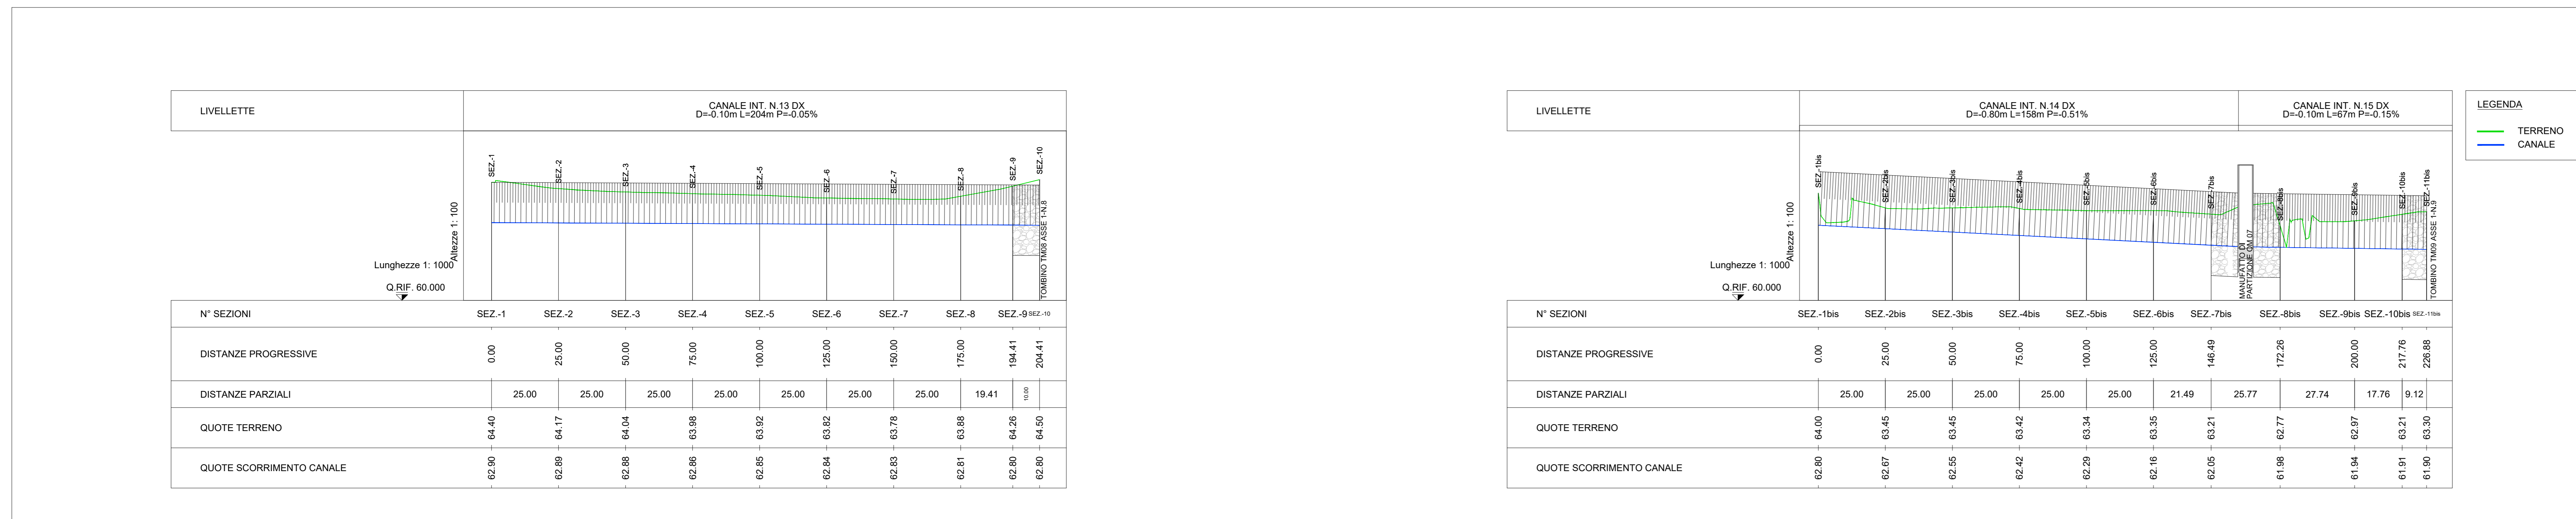 LIVELLETTE
CANALE INT. N.13 DX
D=-0.10m L=204m P=-0.05%
SEZ.-1
SEZ.-2
SEZ.-3
SEZ.-4
SEZ.-5
SEZ.-6
SEZ.-7
SEZ.-8
SEZ.-9
SEZ.-10
TOMBINO TM08 ASSE 1-N.8
Altezze 1: 100
Lunghezze 1: 1000
Q.RIF. 60.000
N° SEZIONI SEZ.-1 SEZ.-2 SEZ.-3 SEZ.-4 SEZ.-5 SEZ.-6 SEZ.-7 SEZ.-8 SEZ.-9 SEZ.-10
DISTANZE PROGRESSIVE 0.00 25.00 50.00 75.00 100.00 125.00 150.00 175.00 194.41 204.41
DISTANZE PARZIALI 25.00 25.00 25.00 25.00 25.00 25.00 25.00 19.41 10.00
QUOTE TERRENO 64.40 64.17 64.04 63.98 63.92 63.82 63.78 63.88 64.26 64.50
QUOTE SCORRIMENTO CANALE 62.90 62.89 62.88 62.86 62.85 62.84 62.83 62.81 62.80 62.80
LIVELLETTE
CANALE INT. N.14 DX
D=-0.80m L=158m P=-0.51%
CANALE INT. N.15 DX
D=-0.10m L=67m P=-0.15%
SEZ.-1bis
SEZ.-2bis
SEZ.-3bis
SEZ.-4bis
SEZ.-5bis
SEZ.-6bis
SEZ.-7bis
MANUFATTO DI
PARTIZIONE QM 07
SEZ.-8bis
SEZ.-9bis
SEZ.-10bis
SEZ.-11bis
TOMBINO TM09 ASSE 1-N.9
Altezze 1: 100
Lunghezze 1: 1000
Q.RIF. 60.000
N° SEZIONI SEZ.-1bis SEZ.-2bis SEZ.-3bis SEZ.-4bis SEZ.-5bis SEZ.-6bis SEZ.-7bis SEZ.-8bis SEZ.-9bis SEZ.-10bis SEZ.-11bis
DISTANZE PROGRESSIVE 0.00 25.00 50.00 75.00 100.00 125.00 146.49 172.26 200.00 217.76 226.88
DISTANZE PARZIALI 25.00 25.00 25.00 25.00 25.00 21.49 25.77 27.74 17.76 9.12
QUOTE TERRENO 64.00 63.45 63.45 63.42 63.34 63.35 63.21 62.77 62.97 63.21 63.30
QUOTE SCORRIMENTO CANALE 62.80 62.67 62.55 62.42 62.29 62.16 62.05 61.98 61.94 61.91 61.90
LEGENDA
TERRENO
CANALE